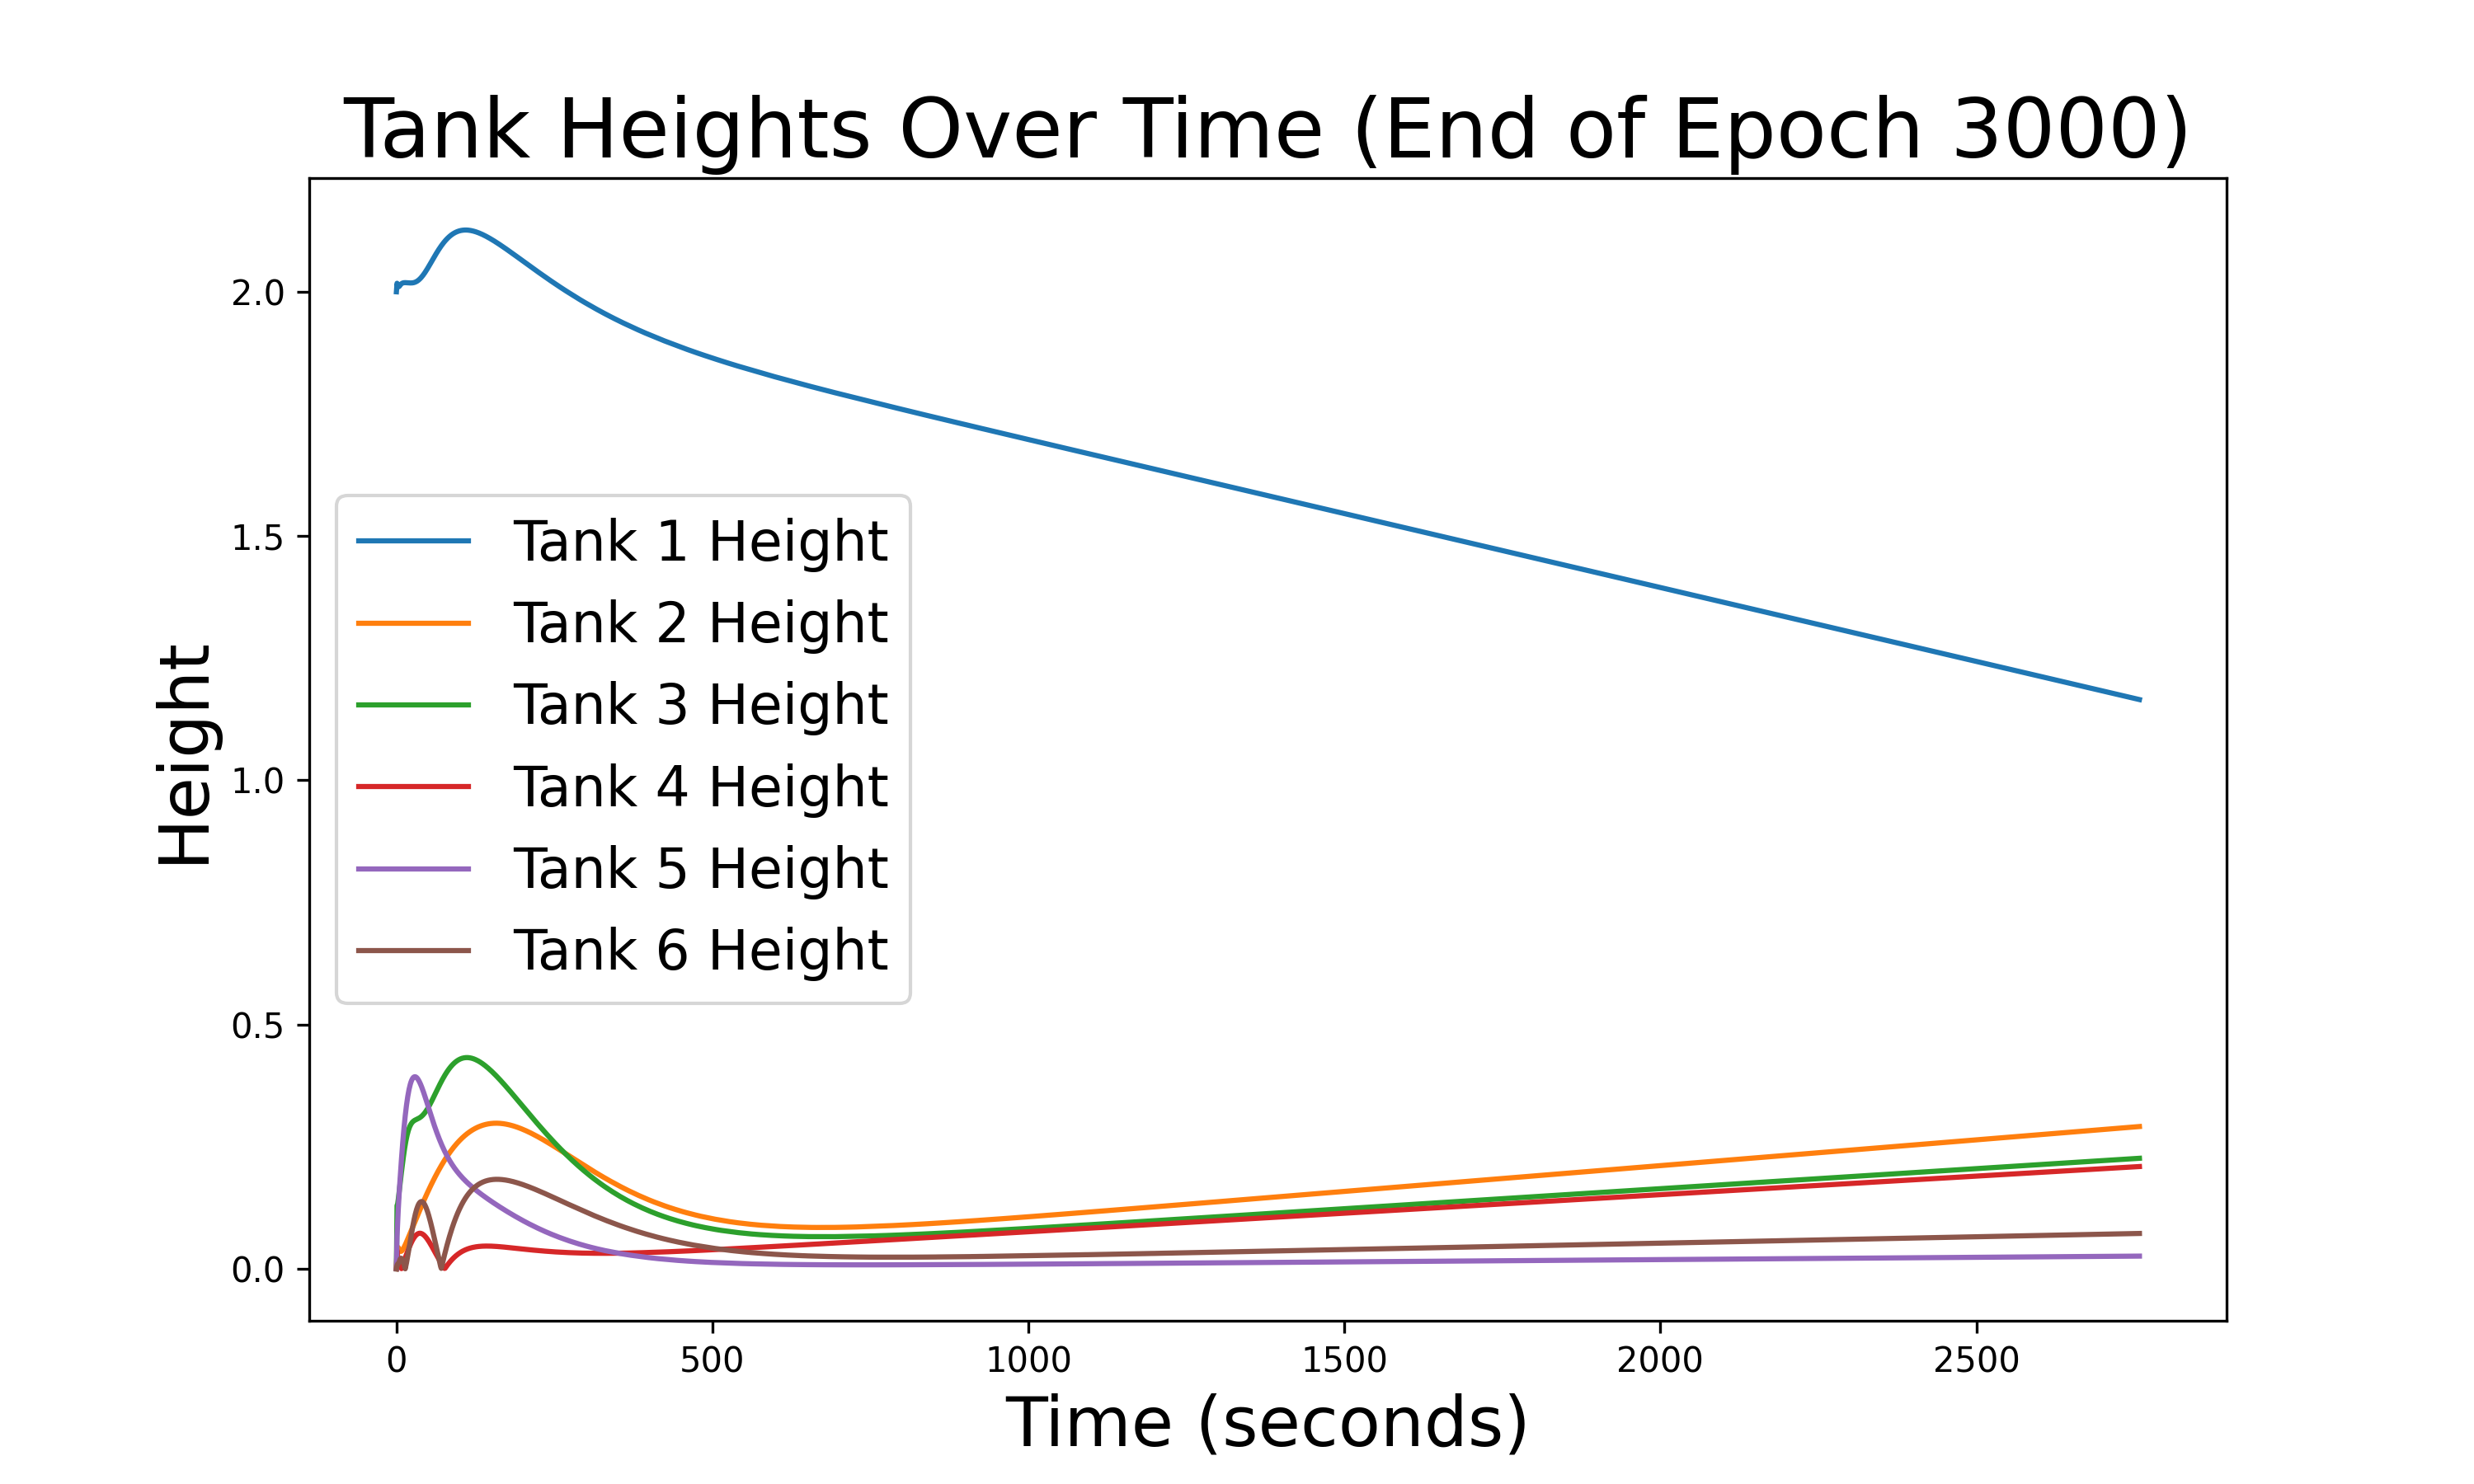 Tank Heights Over Time (End of Epoch 3000)
Height
2.0
1.5
1.0
0.5
0.0
Tank 1 Height
Tank 2 Height
Tank 3 Height
Tank 4 Height
Tank 5 Height
Tank 6 Height
0 500 1000 1500 2000 2500
Time (seconds)